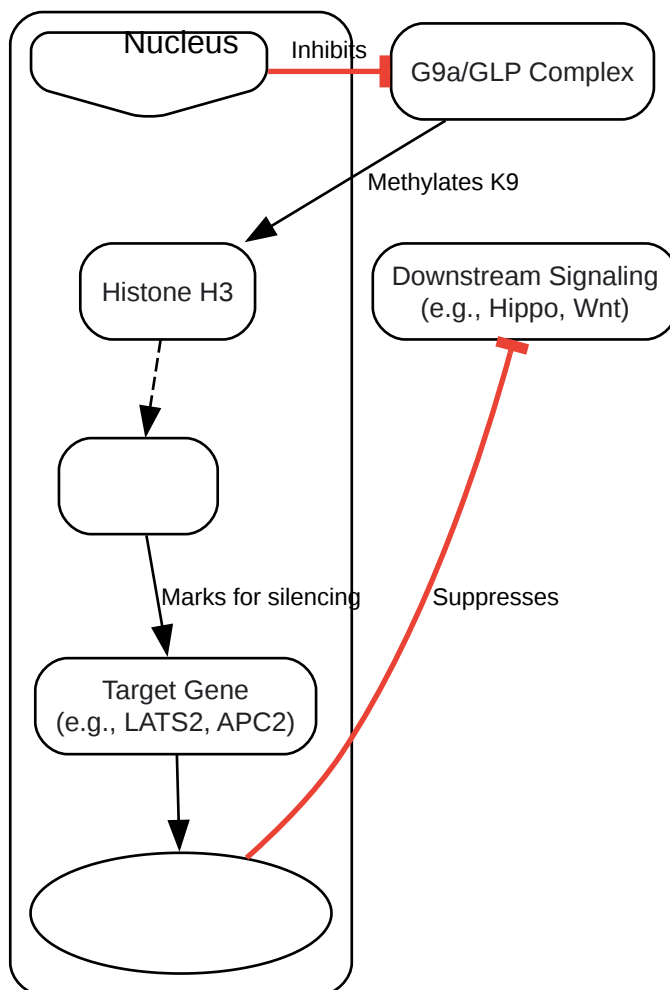 Nucleus
Inhibits
G9a/GLP Complex
Methylates K9
Histone H3
Downstream Signaling
(e.g., Hippo, Wnt)
Marks for silencing
Suppresses
Target Gene
(e.g., LATS2, APC2)